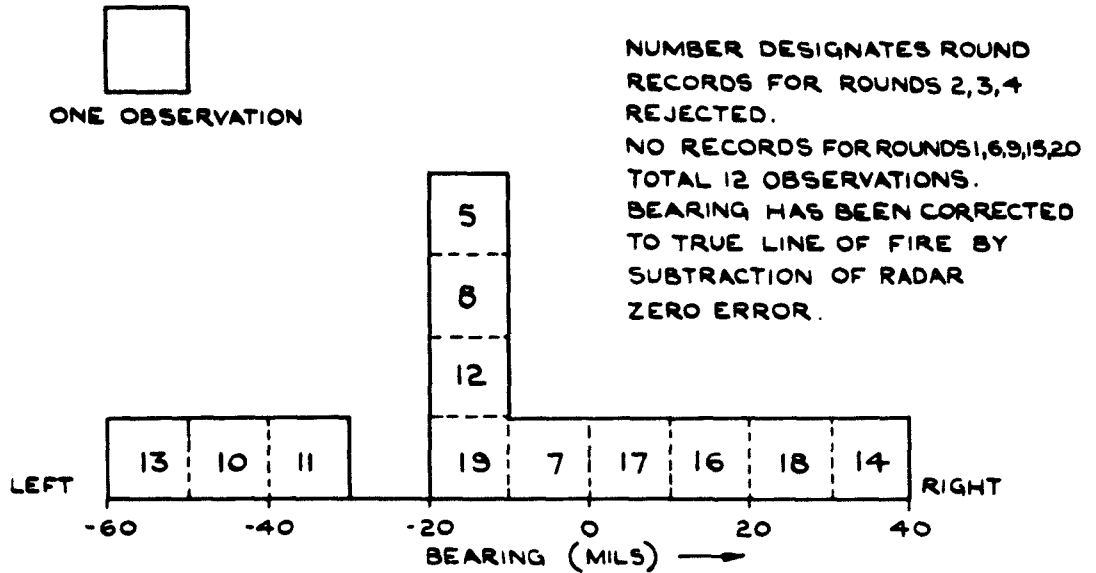 ONE OBSERVATION
NUMBER DESIGNATES ROUND
RECORDS FOR ROUNDS 2,3,4
REJECTED.
NO RECORDS FOR ROUNDS 1,6,9,15,20
TOTAL 12 OBSERVATIONS.
BEARING HAS BEEN CORRECTED
TO TRUE LINE OF FIRE BY
SUBTRACTION OF RADAR
ZERO ERROR.
5
8
12
13 10 11 19 7 17 16 18 14
LEFT RIGHT
-60 -40 -20 0 20 40
BEARING (MILS)